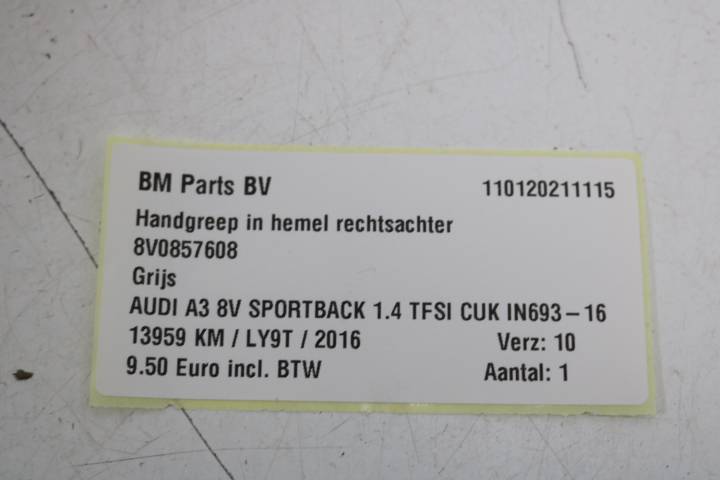 BM Parts BV 110120211115
Handgreep in hemel rechtsachter
8V0857608
Grijs
AUDI A3 8V SPORTBACK 1.4 TFSI CUK IN693-16
13959 KM / LY9T / 2016 Verz: 10
9.50 Euro incl. BTW Aantal: 1